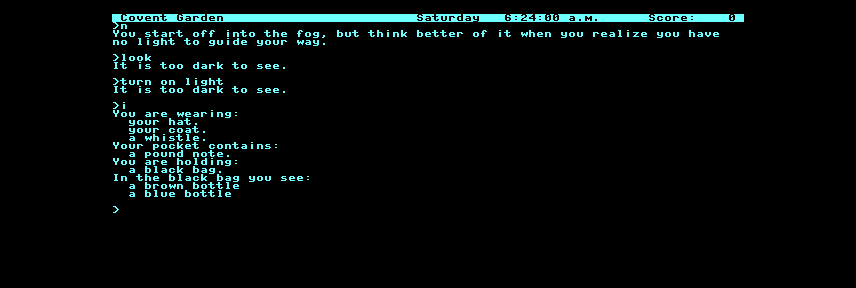 Covent Garden Saturday 6:24:00 a.m. Score: 0
>n
You start off into the fog, but think better of it when you realize you have
no light to guide your way.
>look
It is too dark to see.
>turn on light
It is too dark to see.
>i
You are wearing:
your hat.
your coat.
a whistle.
Your pocket contains:
a pound note.
You are holding:
a black bag.
In the black bag you see:
a brown bottle
a blue bottle
>